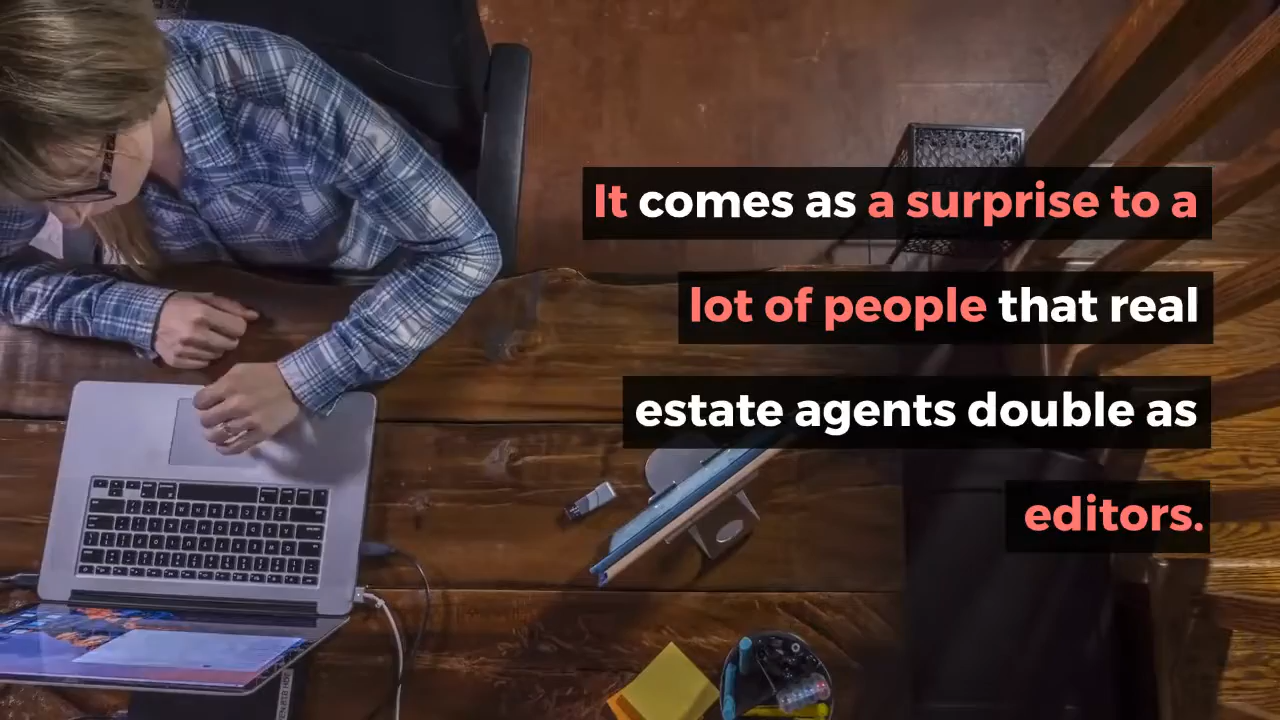 It comes as a surprise to a
lot of people that real
estate agents double as
editors.